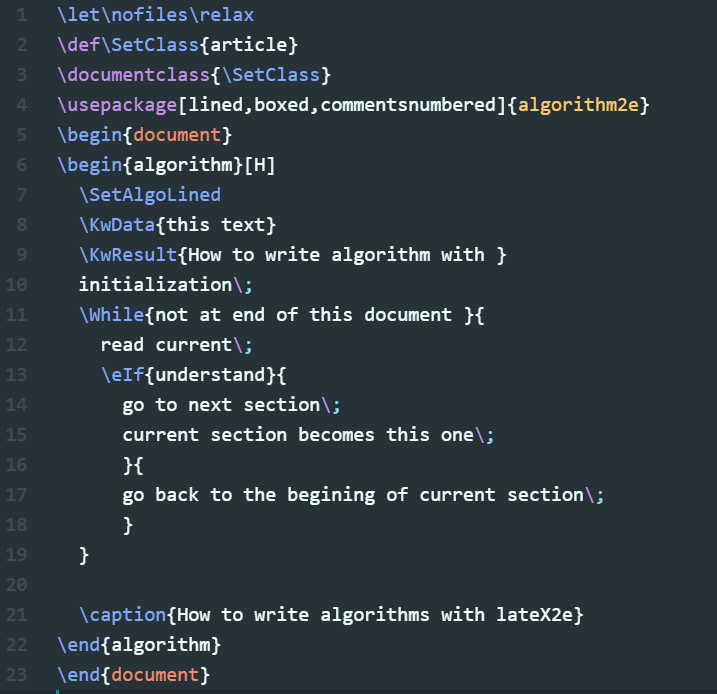 1 \let\nofiles\relax
2 \def\SetClass{article}
3 \documentclass{\SetClass}
4 \usepackage[lined,boxed,commentsnumbered]{algorithm2e}
5 \begin{document}
6 \begin{algorithm}[H]
7 \SetAlgoLined
8 \KwData{this text}
9 \KwResult{How to write algorithm with }
10 initialization\;
11 \While{not at end of this document }{
12 read current\;
13 \eIf{understand}{
14 go to next section\;
15 current section becomes this one\;
16 }{
17 go back to the begining of current section\;
18 }
19 }
20
21 \caption{How to write algorithms with lateX2e}
22 \end{algorithm}
23 \end{document}